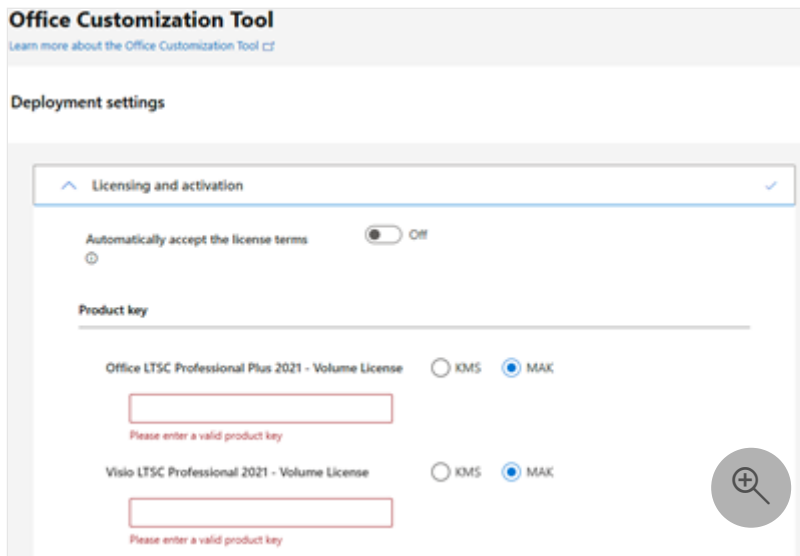 Office Customization Tool
Learn more about the Office Customization Tool
Deployment settings
Licensing and activation
Automatically accept the license terms
Off
Product key
Office LTSC Professional Plus 2021 - Volume License KMS MAK
Please enter a valid product key
Visio LTSC Professional 2021 - Volume License KMS MAK
Please enter a valid product key